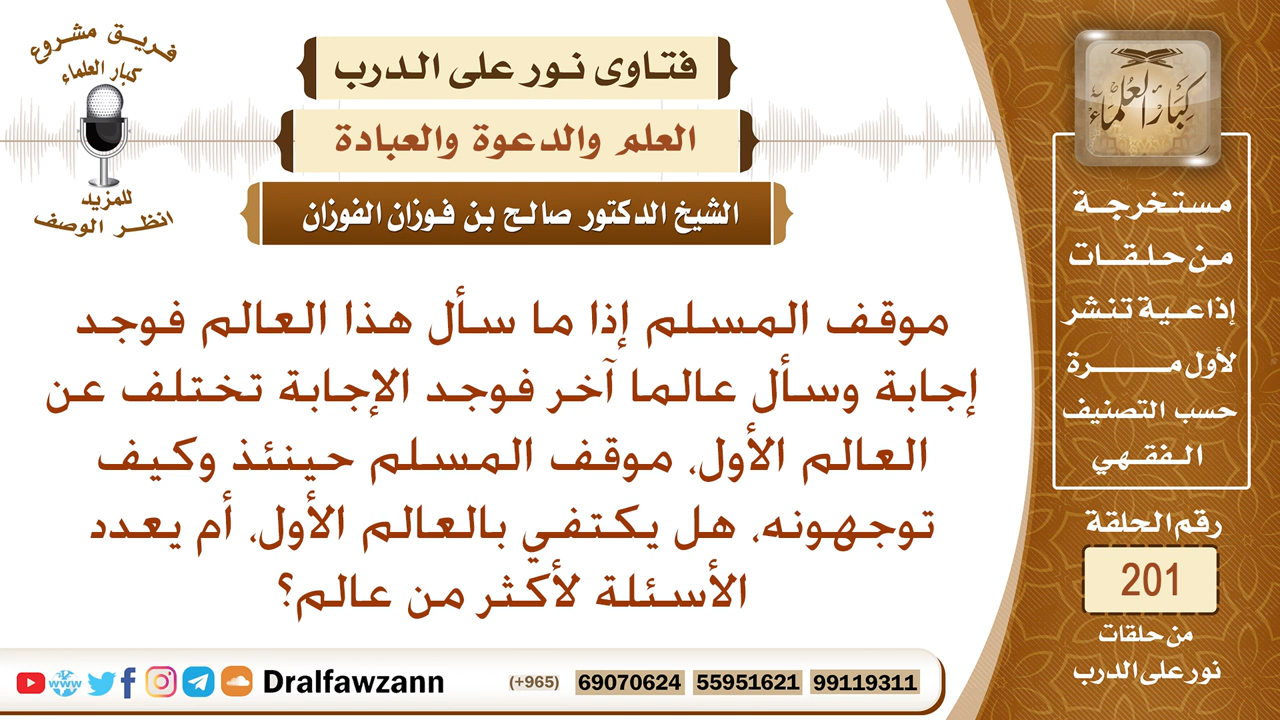 فريق مشروع
كبار العلماء
للمزيد
انظر الوصف
فتاوى نور على الدرب
العلم والدعوة والعبادة
الشيخ الدكتور صالح بن فوزان الفوزان
موقف المسلم إذا ما سأل هذا العالم فوجد
إجابة وسأل عالما آخر فوجد الإجابة تختلف عن
العالم الأول، موقف المسلم حينئذ وكيف
توجهونه، هل يكتفي بالعالم الأول، أم يعدد
الأسئلة لأكثر من عالم؟
كبار العلماء
مستخرجة
من حلقات
إذاعية تنشر
لأول مرة
حسب التصنيف
الفقهي
رقم الحلقة
201
من حلقات
نور على الدرب
www
Dralfawzann
(+965) 69070624 55951621 99119311